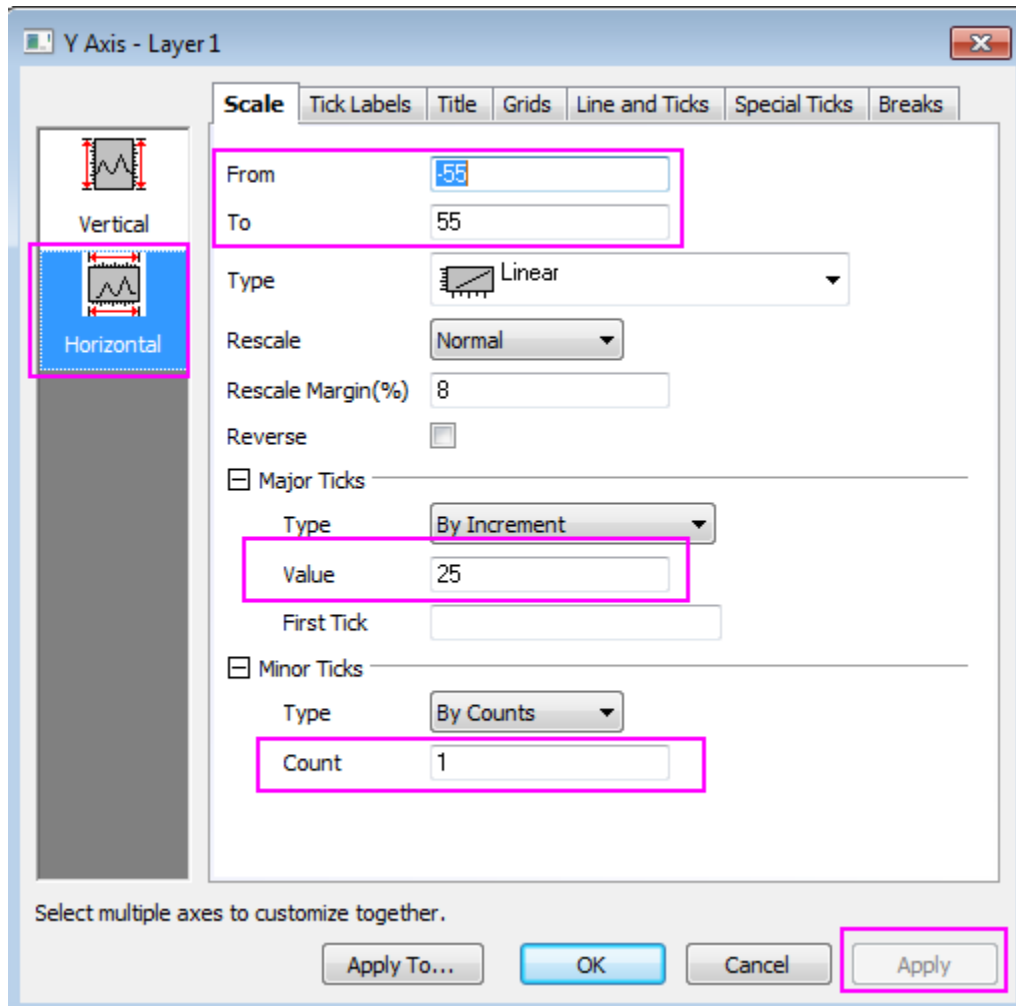 Y Axis - Layer1
Scale Tick Labels Title Grids Line and Ticks Special Ticks Breaks
Vertical
Horizontal
From -55
To 55
Type Linear
Rescale Normal
Rescale Margin(%) 8
Reverse
Major Ticks
Type By Increment
Value 25
First Tick
Minor Ticks
Type By Counts
Count 1
Select multiple axes to customize together.
Apply To... OK Cancel Apply